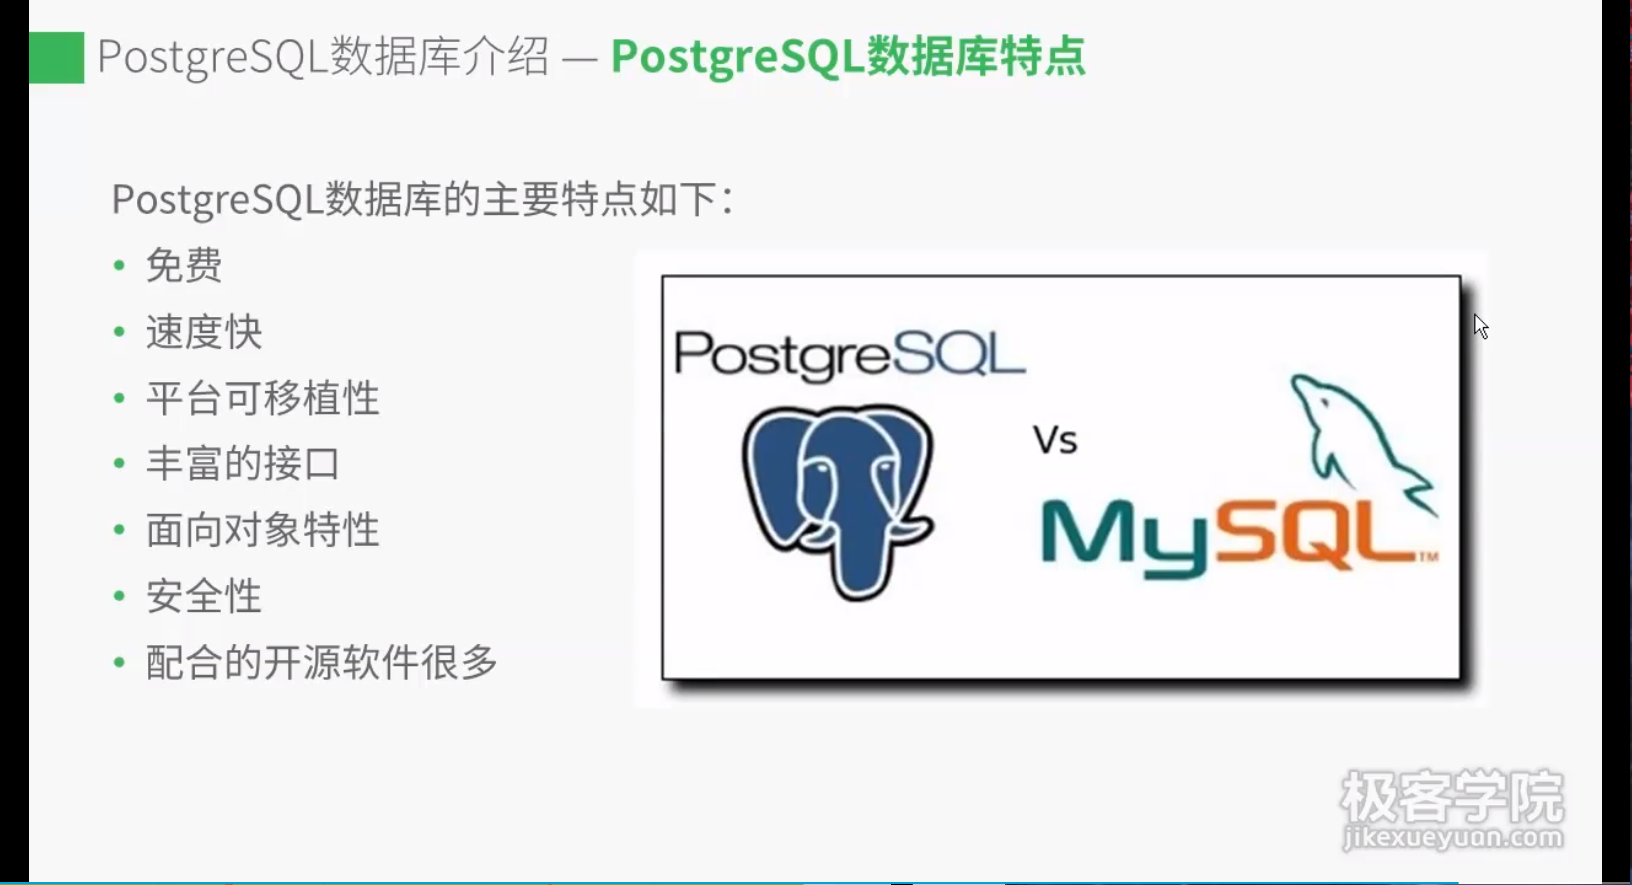 PostgreSQL数据库介绍 — PostgreSQL数据库特点
PostgreSQL数据库的主要特点如下：
• 免费
• 速度快
• 平台可移植性
• 丰富的接口
• 面向对象特性
• 安全性
• 配合的开源软件很多
PostgreSQL
Vs
MySQL™
极客学院
jikexueyuan.com